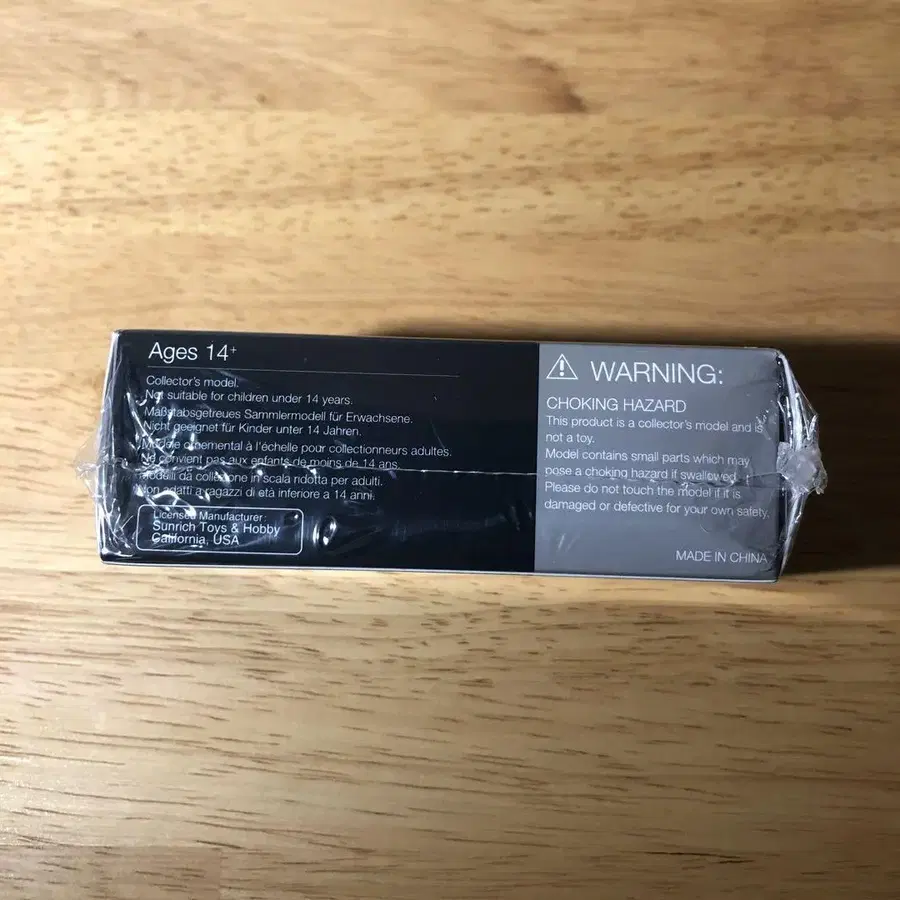 Ages 14+
Collector's model.
Not suitable for children under 14 years.
Maßstabsgetreues Sammlermodell für Erwachsene.
Nicht geeignet für Kinder unter 14 Jahren.
Modèle ornemental à l'échelle pour collectionneurs adultes.
Ne convient pas aux enfants de moins de 14 ans.
Modelli da collezione in scala ridotta per adulti.
Non adatti a ragazzi di età inferiore a 14 anni.
Licensed Manufacturer:
Sunrich Toys & Hobby
California, USA
WARNING:
CHOKING HAZARD
This product is a collector's model and is
not a toy.
Model contains small parts which may
pose a choking hazard if swallowed.
Please do not touch the model if it is
damaged or defective for your own safety.
MADE IN CHINA